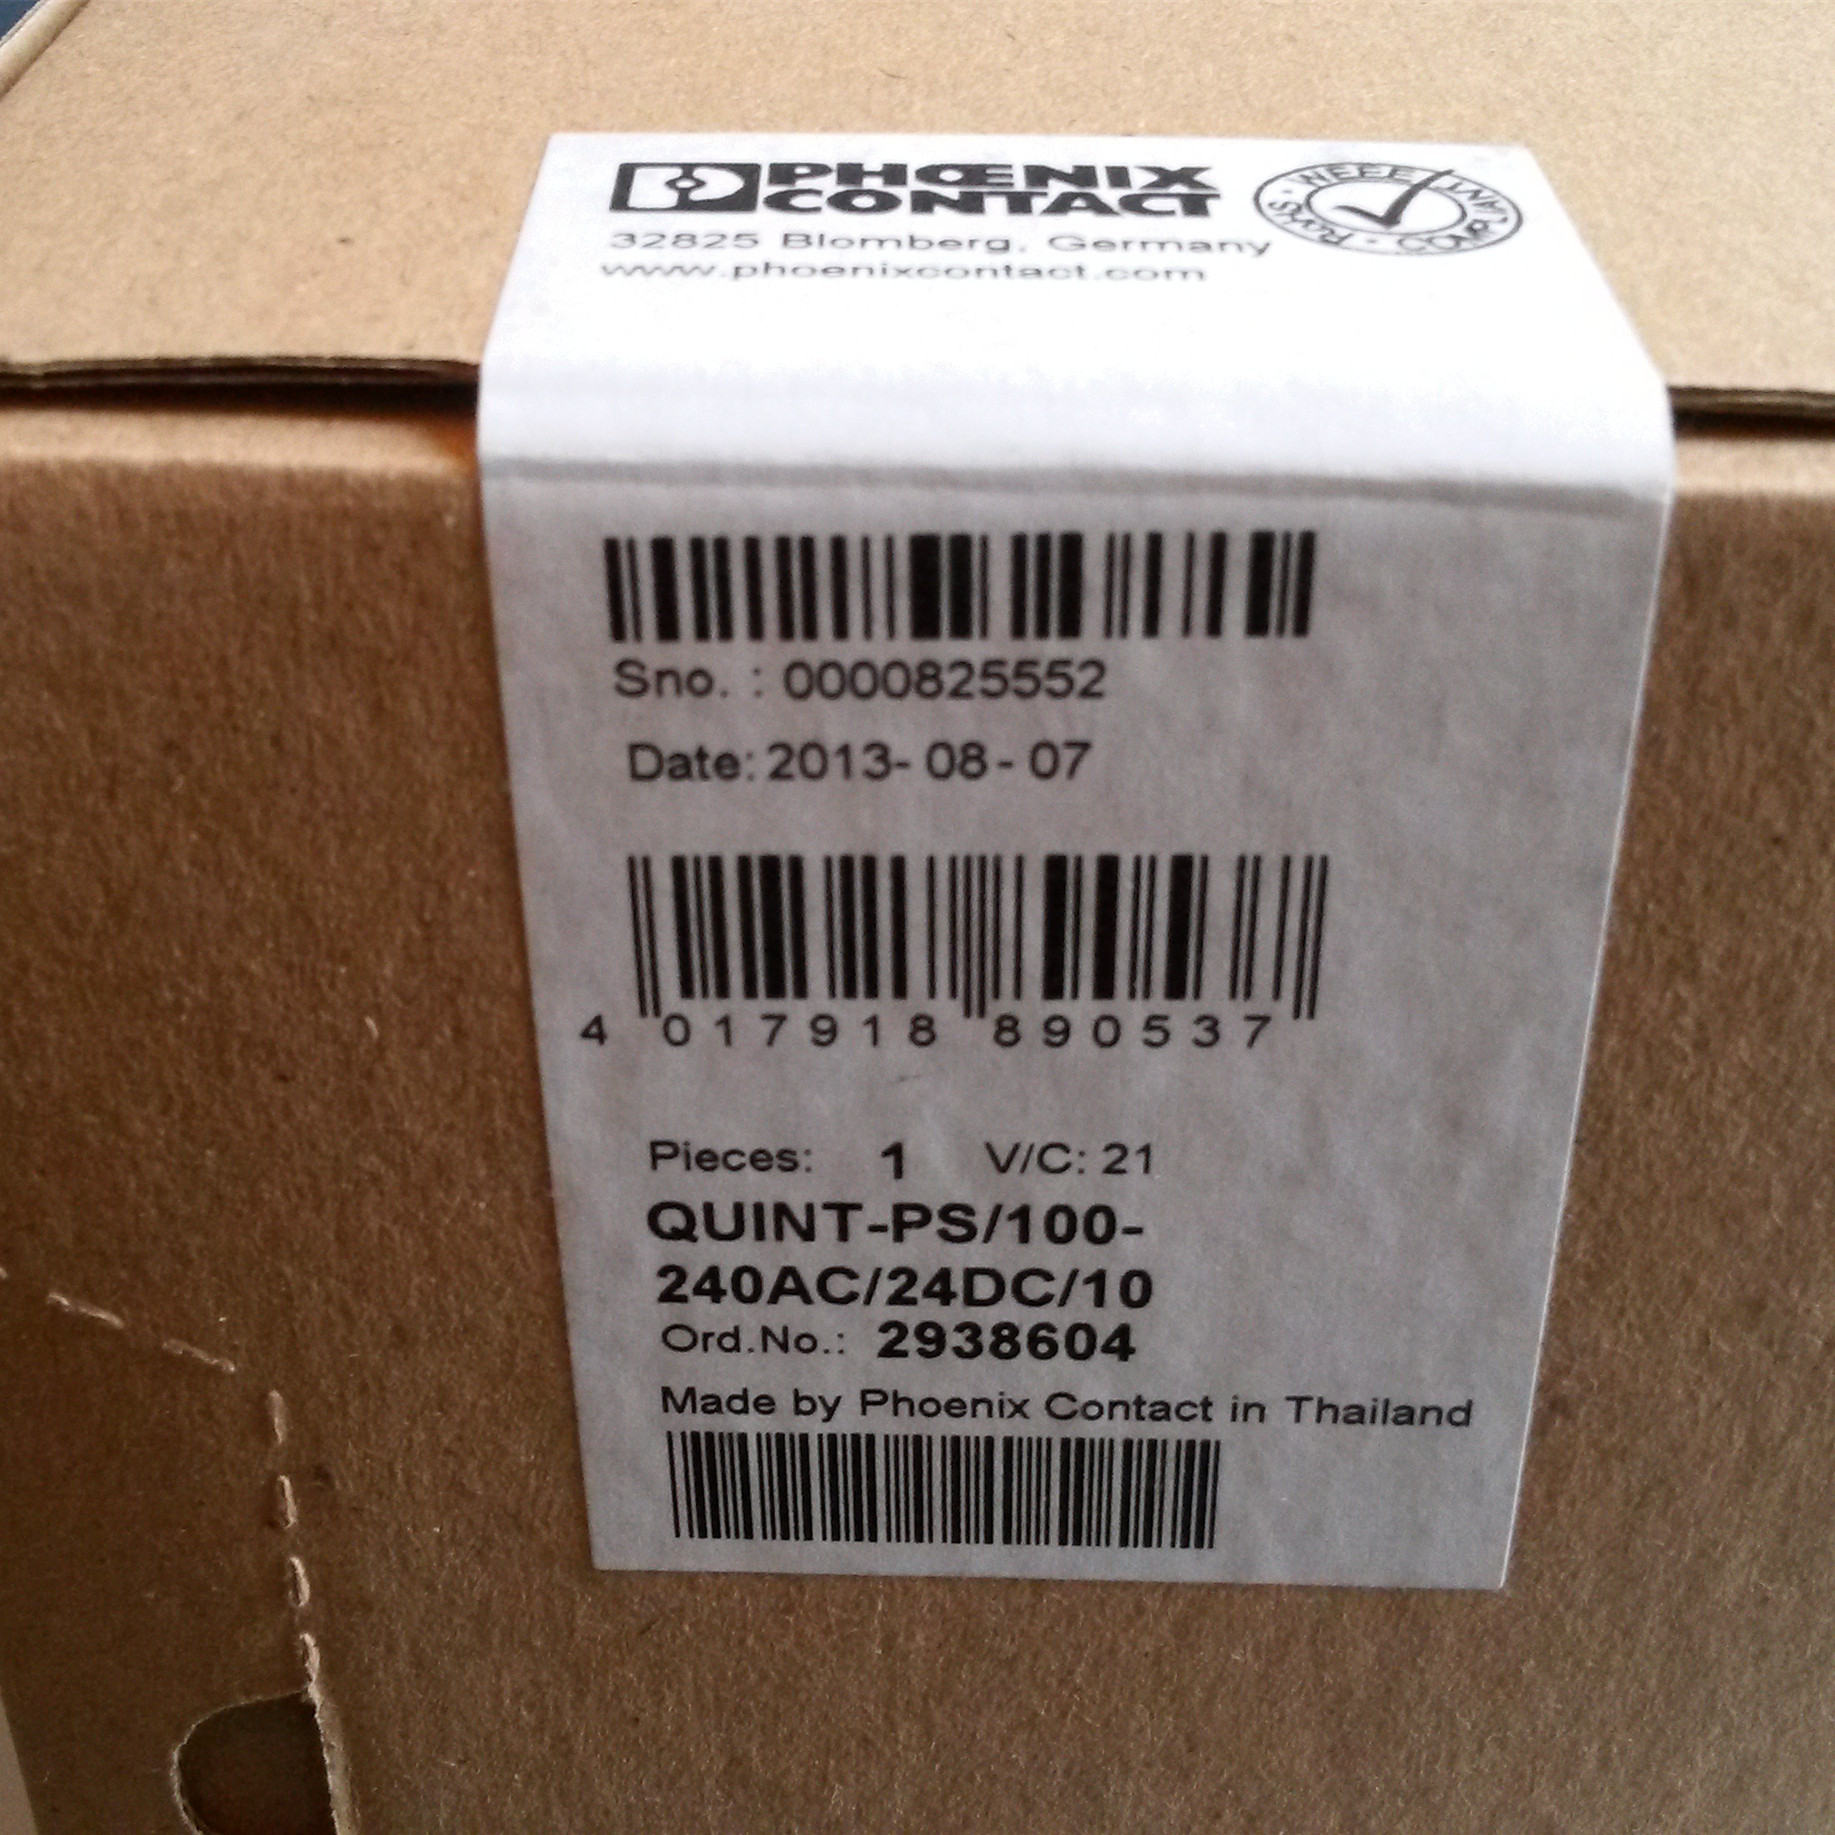 PHŒNIX
CONTACT
WEEE · RoHS · COMPLIANT
32825 Blomberg, Germany
www.phoenixcontact.com
Sno. : 0000825552
Date: 2013- 08 - 07
4 017918 890537
Pieces: 1 V/C: 21
QUINT-PS/100-
240AC/24DC/10
Ord.No.: 2938604
Made by Phoenix Contact in Thailand